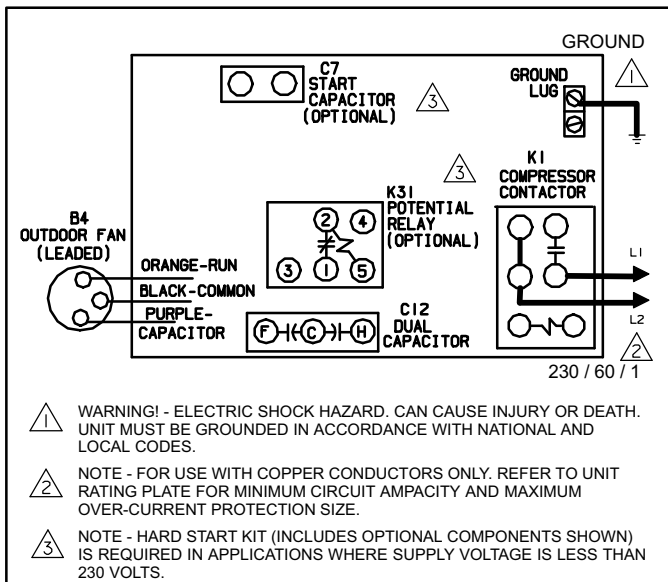 GROUND
C7
START
CAPACITOR
(OPTIONAL)
3
GROUND
LUG
1
3
K1
COMPRESSOR
CONTACTOR
K31
POTENTIAL
RELAY
(OPTIONAL)
2 4
3 1 5
B4
OUTDOOR FAN
(LEADED)
ORANGE-RUN
BLACK-COMMON
PURPLE-
CAPACITOR
F C H
C12
DUAL
CAPACITOR
L1
L2
2
230 / 60 / 1
1 WARNING! - ELECTRIC SHOCK HAZARD. CAN CAUSE INJURY OR DEATH.
UNIT MUST BE GROUNDED IN ACCORDANCE WITH NATIONAL AND
LOCAL CODES.
2 NOTE - FOR USE WITH COPPER CONDUCTORS ONLY. REFER TO UNIT
RATING PLATE FOR MINIMUM CIRCUIT AMPACITY AND MAXIMUM
OVER-CURRENT PROTECTION SIZE.
3 NOTE - HARD START KIT (INCLUDES OPTIONAL COMPONENTS SHOWN)
IS REQUIRED IN APPLICATIONS WHERE SUPPLY VOLTAGE IS LESS THAN
230 VOLTS.